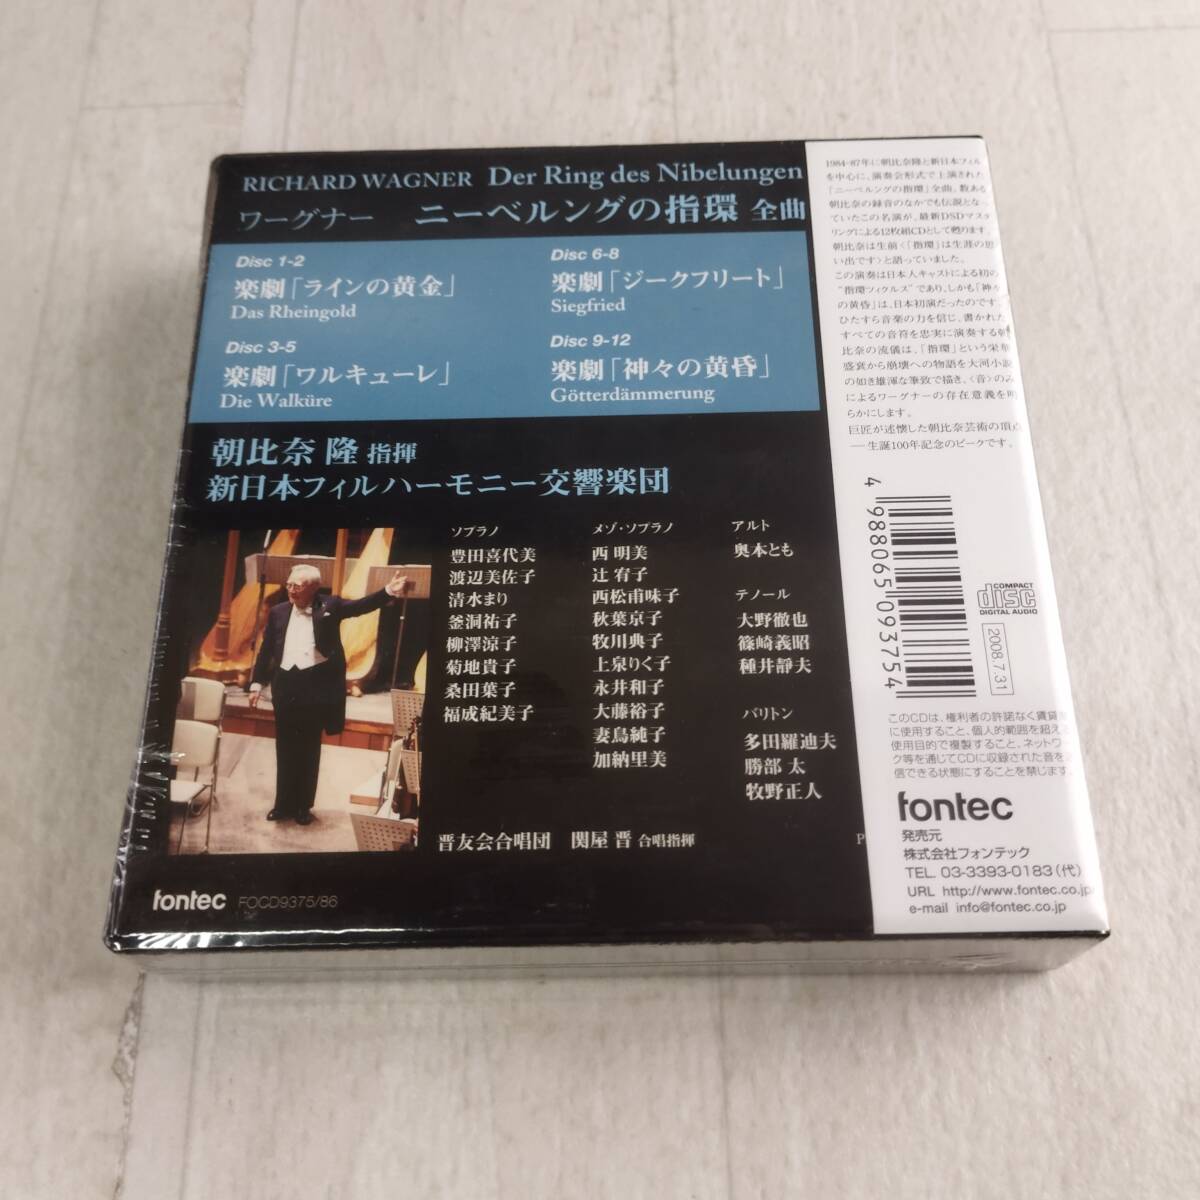 RICHARD WAGNER Der Ring des Nibelungen
ワーグナー ニーベルングの指環 全曲
Disc 1-2
楽劇「ラインの黄金」
Das Rheingold
Disc 3-5
楽劇「ワルキューレ」
Die Walküre
Disc 6-8
楽劇「ジークフリート」
Siegfried
Disc 9-12
楽劇「神々の黄昏」
Götterdämmerung
朝比奈 隆 指揮
新日本フィルハーモニー交響楽団
ソプラノ
豊田喜代美
渡辺美佐子
清水まり
釜洞祐子
柳澤涼子
菊地貴子
桑田葉子
福成紀美子
メゾ・ソプラノ
西 明美
辻 宥子
西松甫味子
秋葉京子
牧川典子
上泉りく子
永井和子
大藤裕子
妻鳥純子
加納里美
アルト
奥本とも
テノール
大野徹也
篠崎義昭
種井靜夫
バリトン
多田羅迪夫
勝部 太
牧野正人
晋友会合唱団 関屋 晋 合唱指揮
P
fontec FOCD9375/86
1984-87年に朝比奈隆と新日本フィル
を中心に、演奏会形式で上演された
「ニーベルングの指環」全曲。数ある
朝比奈の録音のなかでも伝説となっ
ていたこの名演が、最新DSDマスタ
リングによる12枚組CDとして甦ります。
朝比奈は生前〈「指環」は生涯の思
い出です〉と語っていました。
この演奏は日本人キャストによる初の
"指環ツィクルス"であり、しかも「神々
の黄昏」は、日本初演だったのです。
ひたすら音楽の力を信じ、書かれた
すべての音符を忠実に演奏する朝
比奈の流儀は、「指環」という栄華
盛衰から崩壊への物語を大河小説
の如き雄渾な筆致で描き、〈音〉のみ
によるワーグナーの存在意義を明
らかにします。
巨匠が述懐した朝比奈芸術の頂点
―生誕100年記念のピークです。
4 988065 093754
COMPACT
disc
DIGITAL AUDIO
2008.7.31
このCDは、権利者の許諾なく賃貸業
に使用すること、個人的範囲を超え
使用目的で複製すること、ネットワー
ク等を通じてCDに収録された音を
信できる状態にすることを禁じます。
fontec
発売元
株式会社フォンテック
TEL. 03-3393-0183(代)
URL http://www.fontec.co.jp/
e-mail info@fontec.co.jp